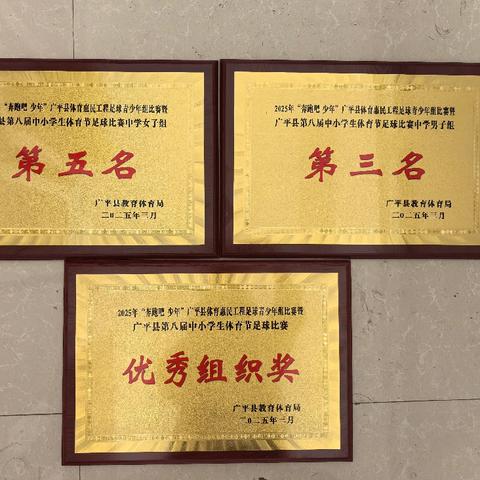 年“奔跑吧 少年”广平县体育惠民工程足球青少年组比赛暨
县第八届中小学生体育节足球比赛中学女子组
第五名
广平县教育体育局
二〇二五年三月
2025年“奔跑吧 少年”广平县体育惠民工程足球青少年组比赛暨
广平县第八届中小学生体育节足球比赛中学男子组
第三名
广平县教育体育局
二〇二五年三月
2025年“奔跑吧 少年”广平县体育惠民工程足球青少年组比赛暨
广平县第八届中小学生体育节足球比赛
优秀组织奖
广平县教育体育局
二〇二五年三月